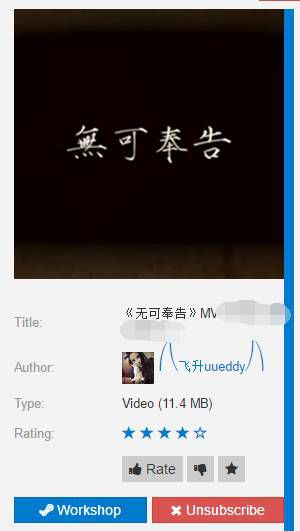 無可奉告
Title:
《无可奉告》MV
Author:
飞升uueddy
Type:
Video (11.4 MB)
Rating:
Rate
Workshop
Unsubscribe